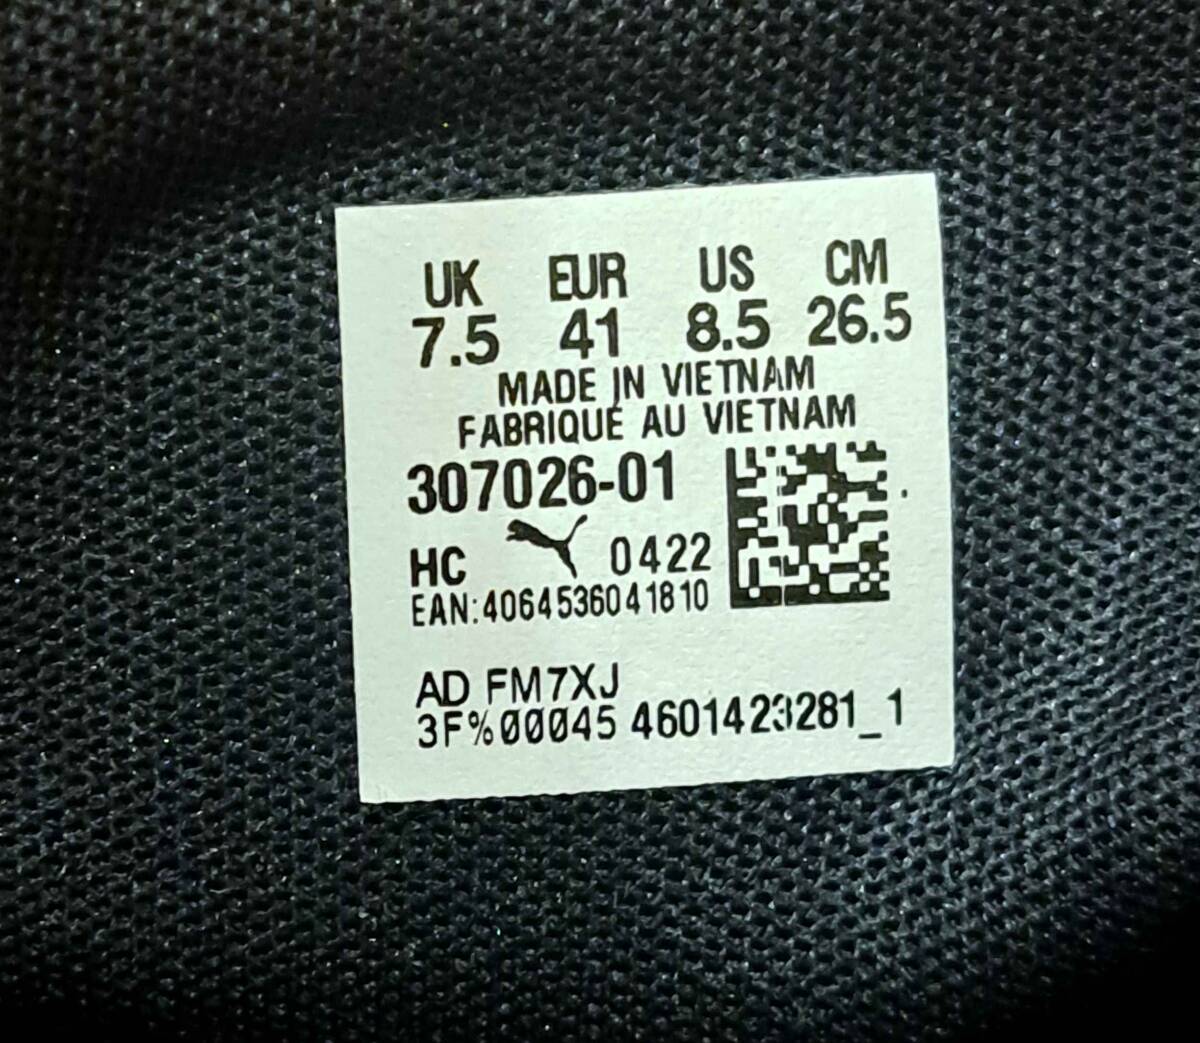 UK EUR US CM
7.5 41 8.5 26.5
MADE IN VIETNAM
FABRIQUÉ AU VIETNAM
307026-01
HC 0422
EAN:4064536041810
AD FM7XJ
3F%00045 4601423281_1